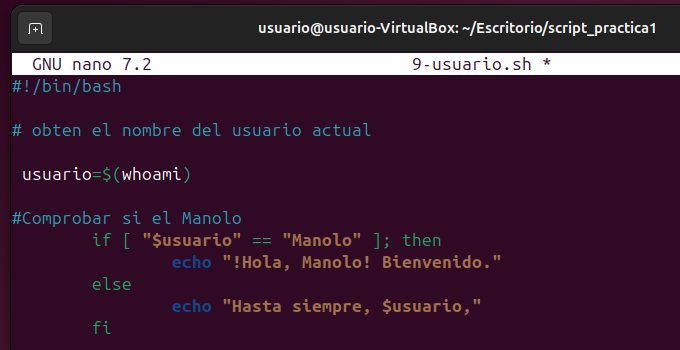 usuario@usuario-VirtualBox: ~/Escritorio/script_practica1
GNU nano 7.2 9-usuario.sh *
#!/bin/bash
# obten el nombre del usuario actual
usuario=$(whoami)
#Comprobar si el Manolo
if [ "$usuario" == "Manolo" ]; then
echo "!Hola, Manolo! Bienvenido."
else
echo "Hasta siempre, $usuario,"
fi